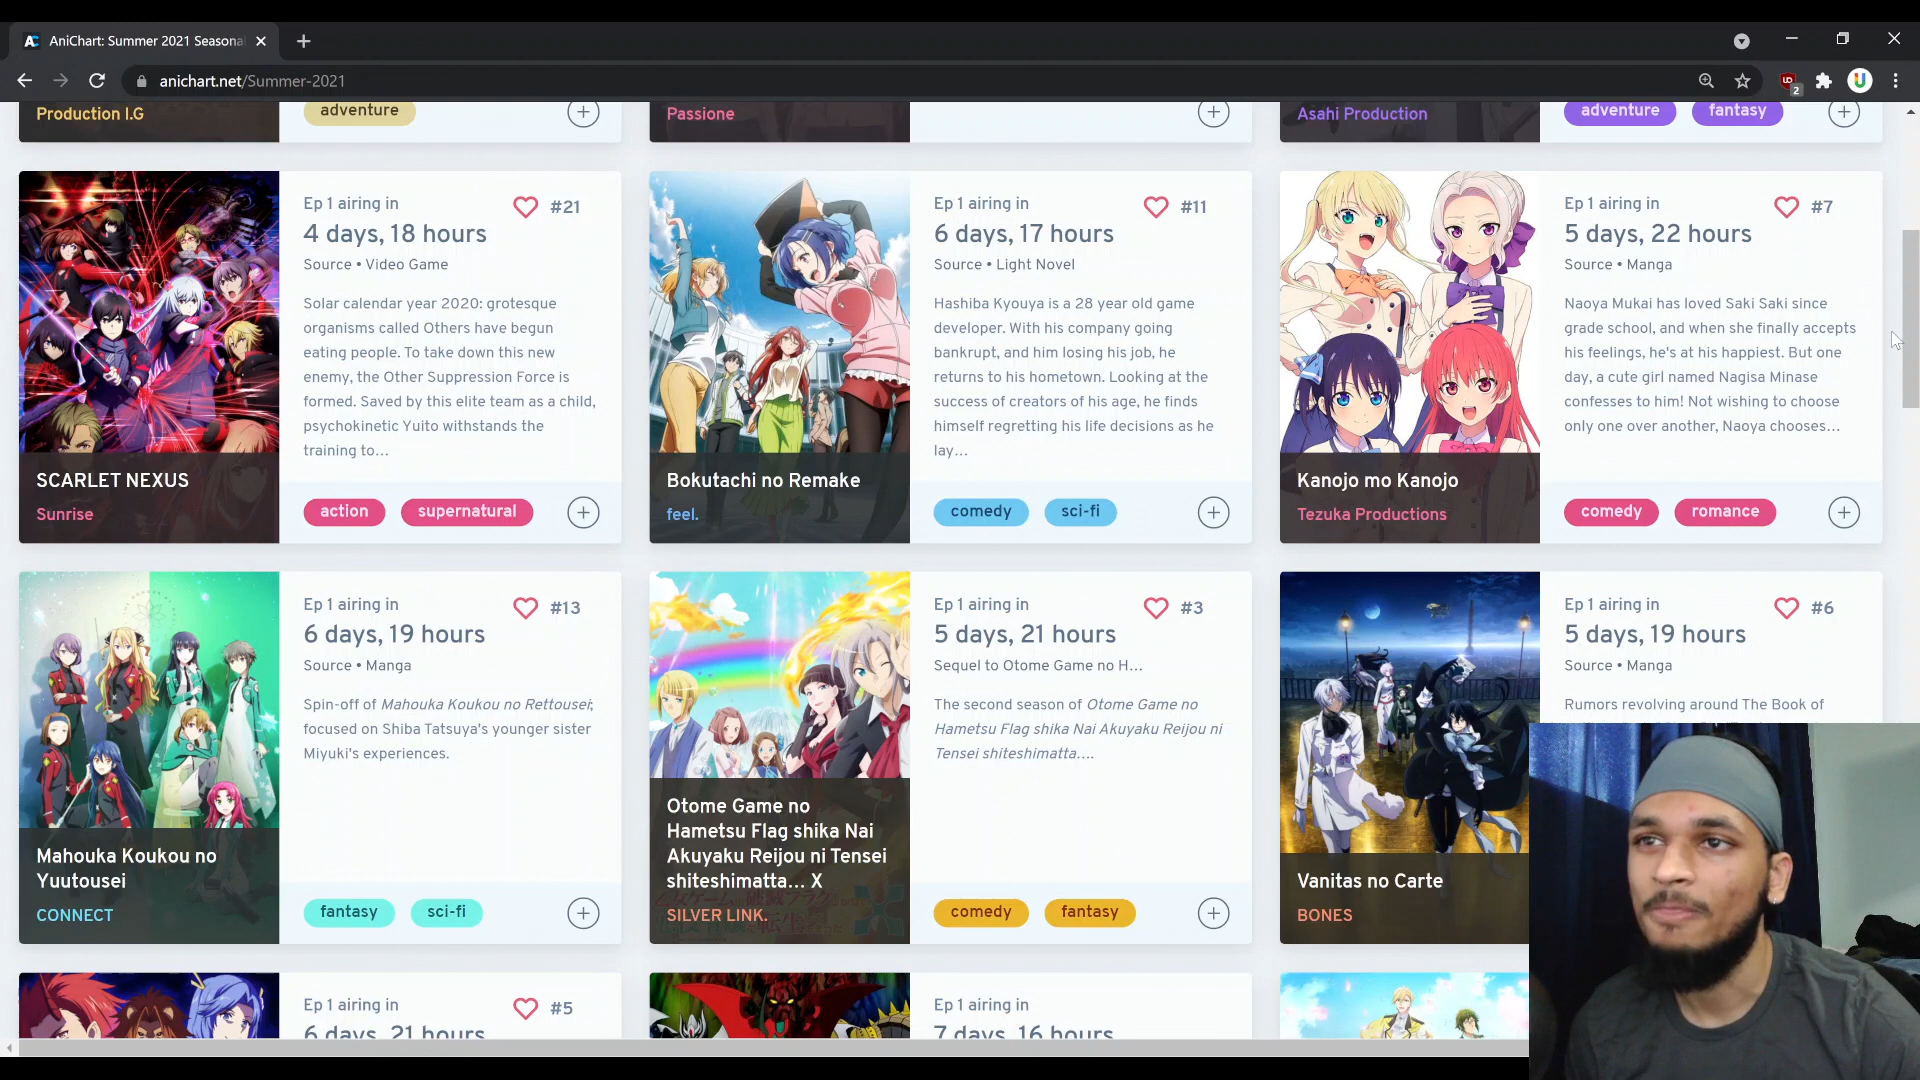 AniChart: Summer 2021 Seasona
anichart.net/Summer-2021
2
Production I.G
adventure
Passione
Asahi Production
adventure
fantasy
Ep 1 airing in
#21
4 days, 18 hours
Source • Video Game
Solar calendar year 2020: grotesque
organisms called Others have begun
eating people. To take down this new
enemy, the Other Suppression Force is
formed. Saved by this elite team as a child,
psychokinetic Yuito withstands the
training to…
SCARLET NEXUS
Sunrise
action
supernatural
Ep 1 airing in
#11
6 days, 17 hours
Source • Light Novel
Hashiba Kyouya is a 28 year old game
developer. With his company going
bankrupt, and him losing his job, he
returns to his hometown. Looking at the
success of creators of his age, he finds
himself regretting his life decisions as he
lay…
Bokutachi no Remake
feel.
comedy
sci-fi
Ep 1 airing in
#7
5 days, 22 hours
Source • Manga
Naoya Mukai has loved Saki Saki since
grade school, and when she finally accepts
his feelings, he's at his happiest. But one
day, a cute girl named Nagisa Minase
confesses to him! Not wishing to choose
only one over another, Naoya chooses…
Kanojo mo Kanojo
Tezuka Productions
comedy
romance
Ep 1 airing in
#13
6 days, 19 hours
Source • Manga
Spin-off of Mahouka Koukou no Rettousei;
focused on Shiba Tatsuya's younger sister
Miyuki's experiences.
Mahouka Koukou no
Yuutousei
CONNECT
fantasy
sci-fi
Ep 1 airing in
#3
5 days, 21 hours
Sequel to Otome Game no H…
The second season of Otome Game no
Hametsu Flag shika Nai Akuyaku Reijou ni
Tensei shiteshimatta….
Otome Game no
Hametsu Flag shika Nai
Akuyaku Reijou ni Tensei
shiteshimatta… X
SILVER LINK.
comedy
fantasy
Ep 1 airing in
#6
5 days, 19 hours
Source • Manga
Rumors revolving around The Book of
Vanitas no Carte
BONES
Ep 1 airing in
#5
6 days, 21 hours
Ep 1 airing in
7 days, 16 hours